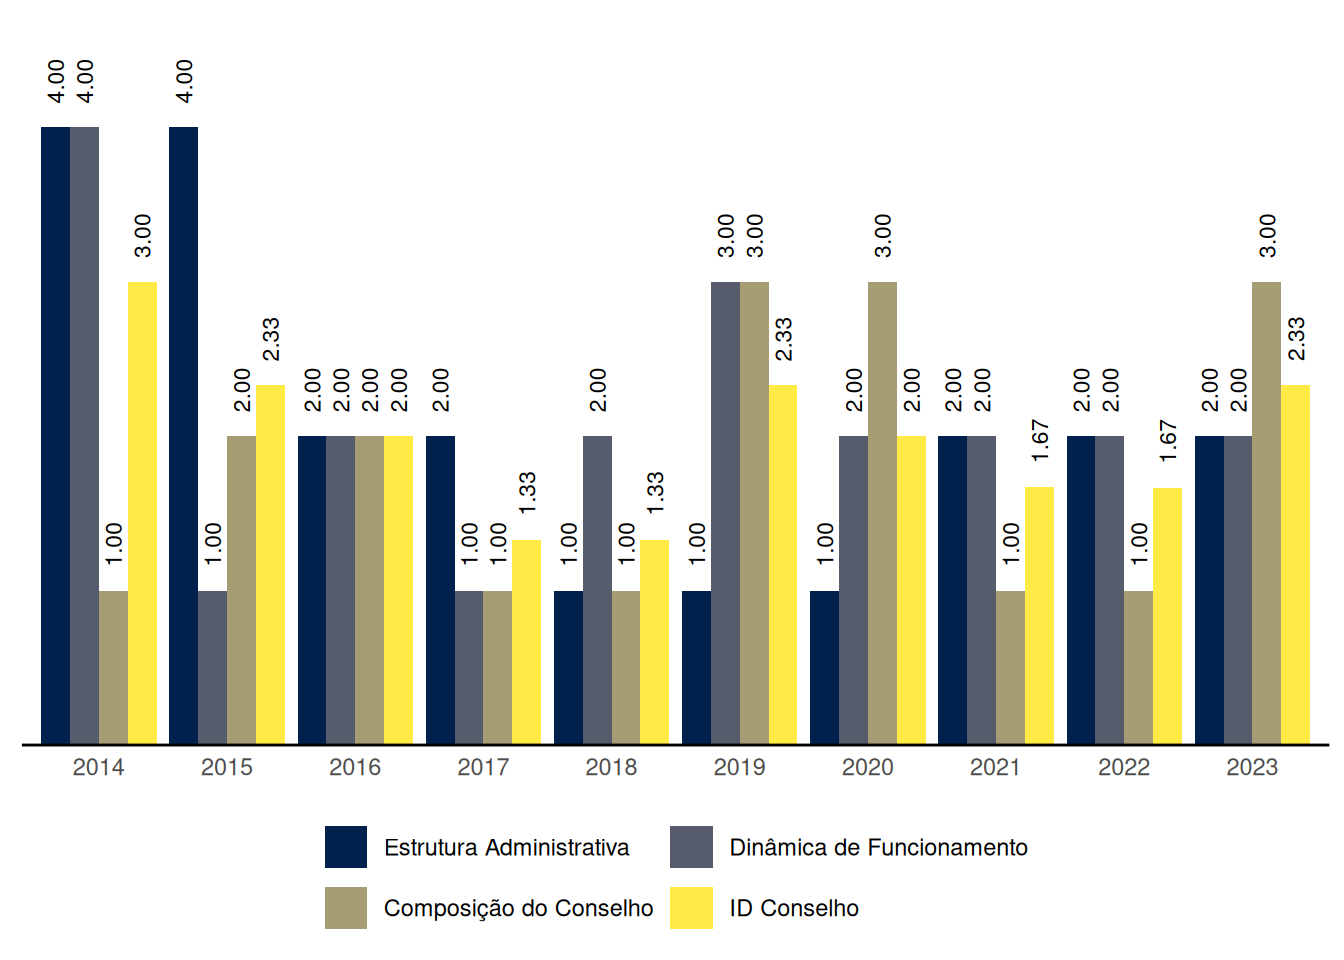 4.00 4.00 1.00 3.00
4.00 1.00 2.00 2.33
2.00 2.00 2.00 2.00
2.00 1.00 1.00 1.33
1.00 2.00 1.00 1.33
1.00 3.00 3.00 2.33
1.00 2.00 3.00 2.00
2.00 2.00 1.00 1.67
2.00 2.00 1.00 1.67
2.00 2.00 3.00 2.33
2014 2015 2016 2017 2018 2019 2020 2021 2022 2023
Estrutura Administrativa Dinâmica de Funcionamento
Composição do Conselho ID Conselho